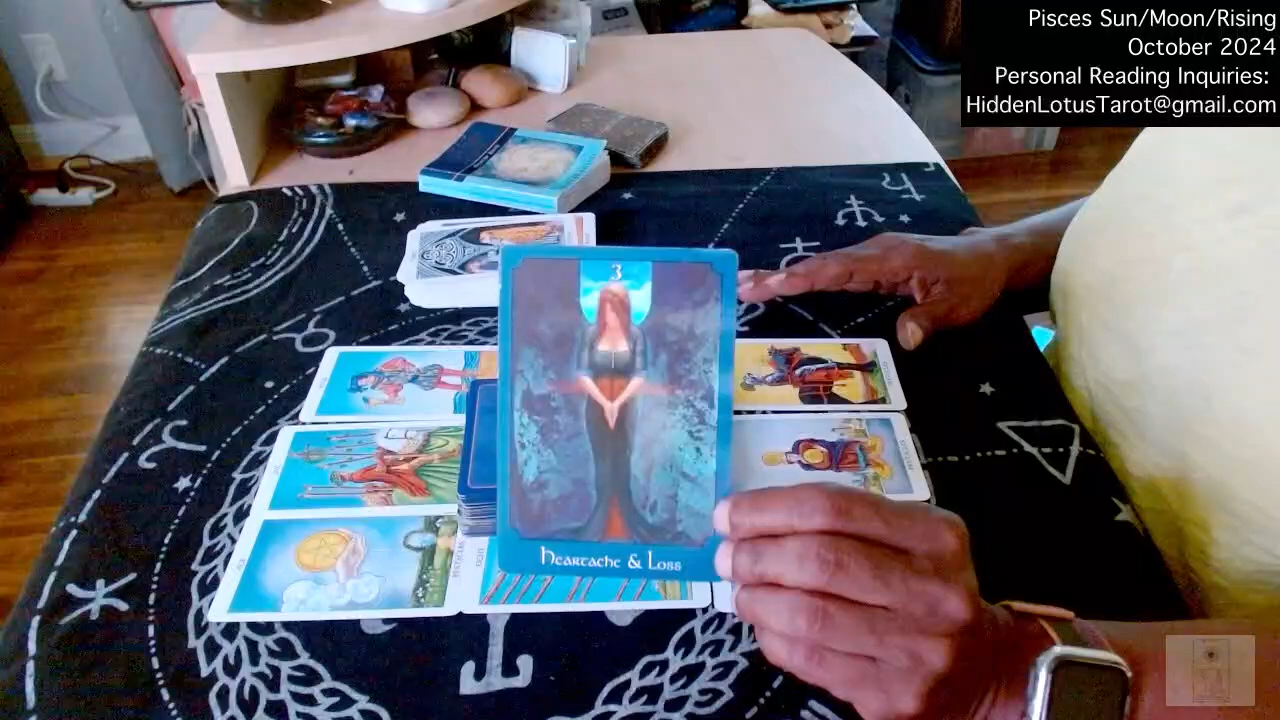 Pisces Sun/Moon/Rising
October 2024
Personal Reading Inquiries:
HiddenLotusTarot@gmail.com
3
Heartache & Loss